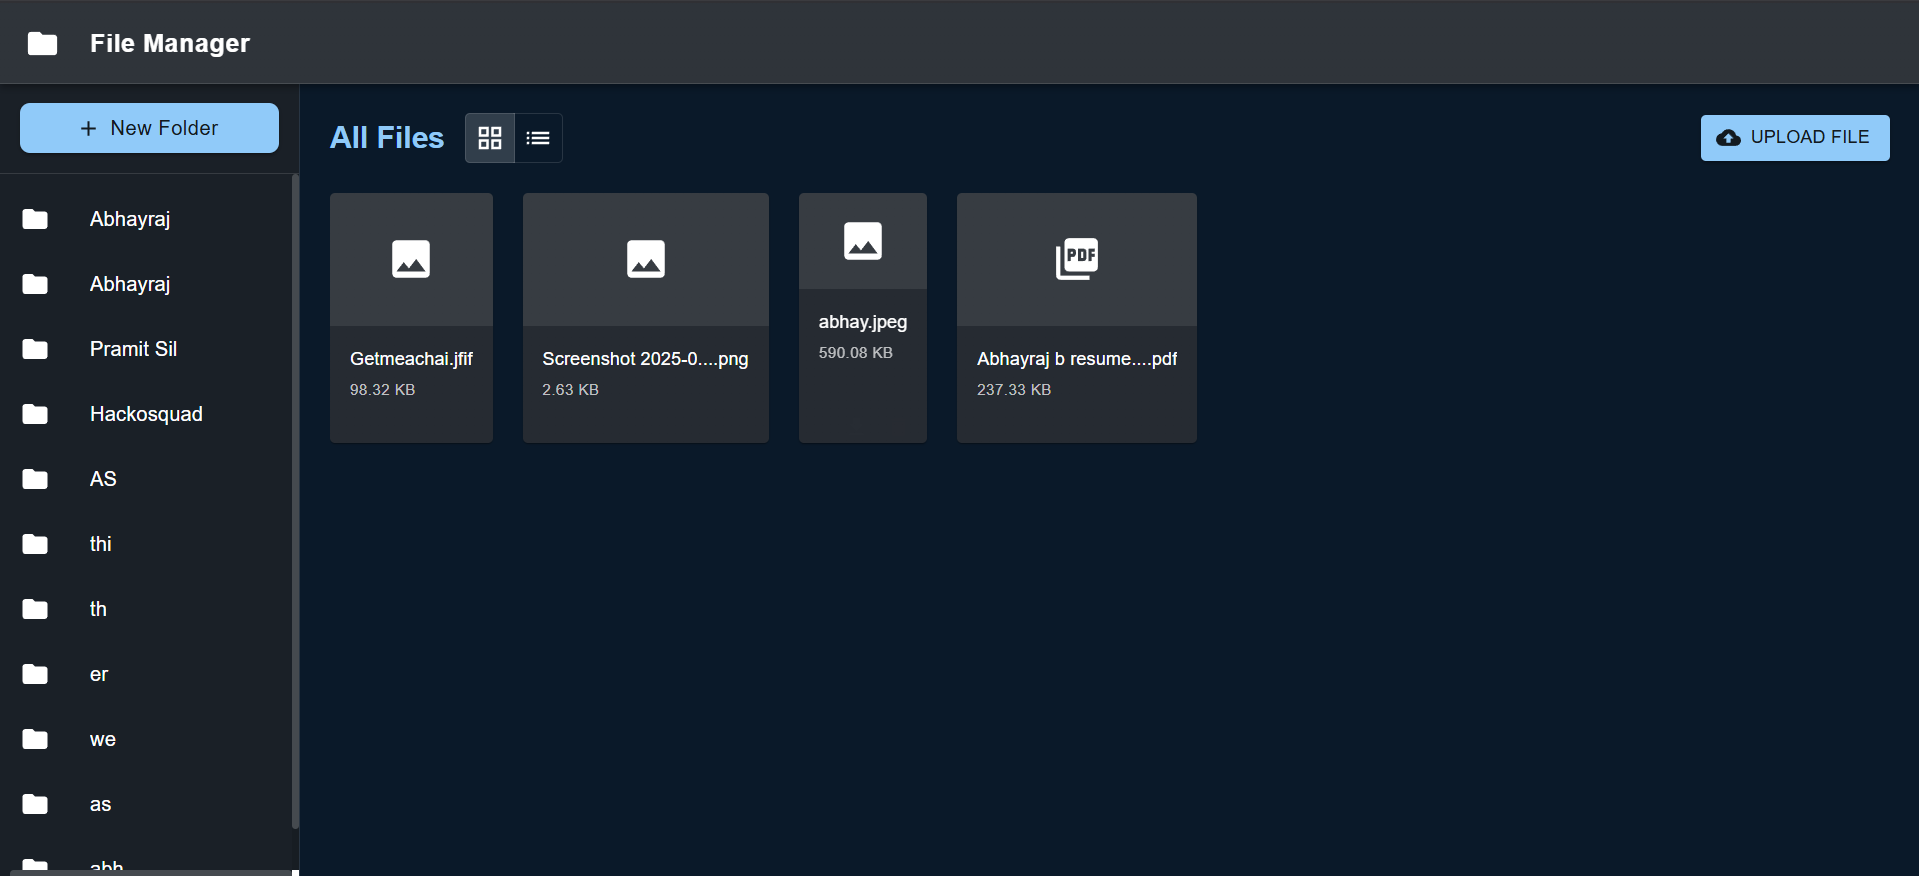 File Manager
New Folder
Abhayraj
Abhayraj
Pramit Sil
Hackosquad
AS
thi
th
er
we
as
abh
All Files
UPLOAD FILE
Getmeachai.jfif
98.32 KB
Screenshot 2025-0....png
2.63 KB
abhay.jpeg
590.08 KB
PDF
Abhayraj b resume....pdf
237.33 KB